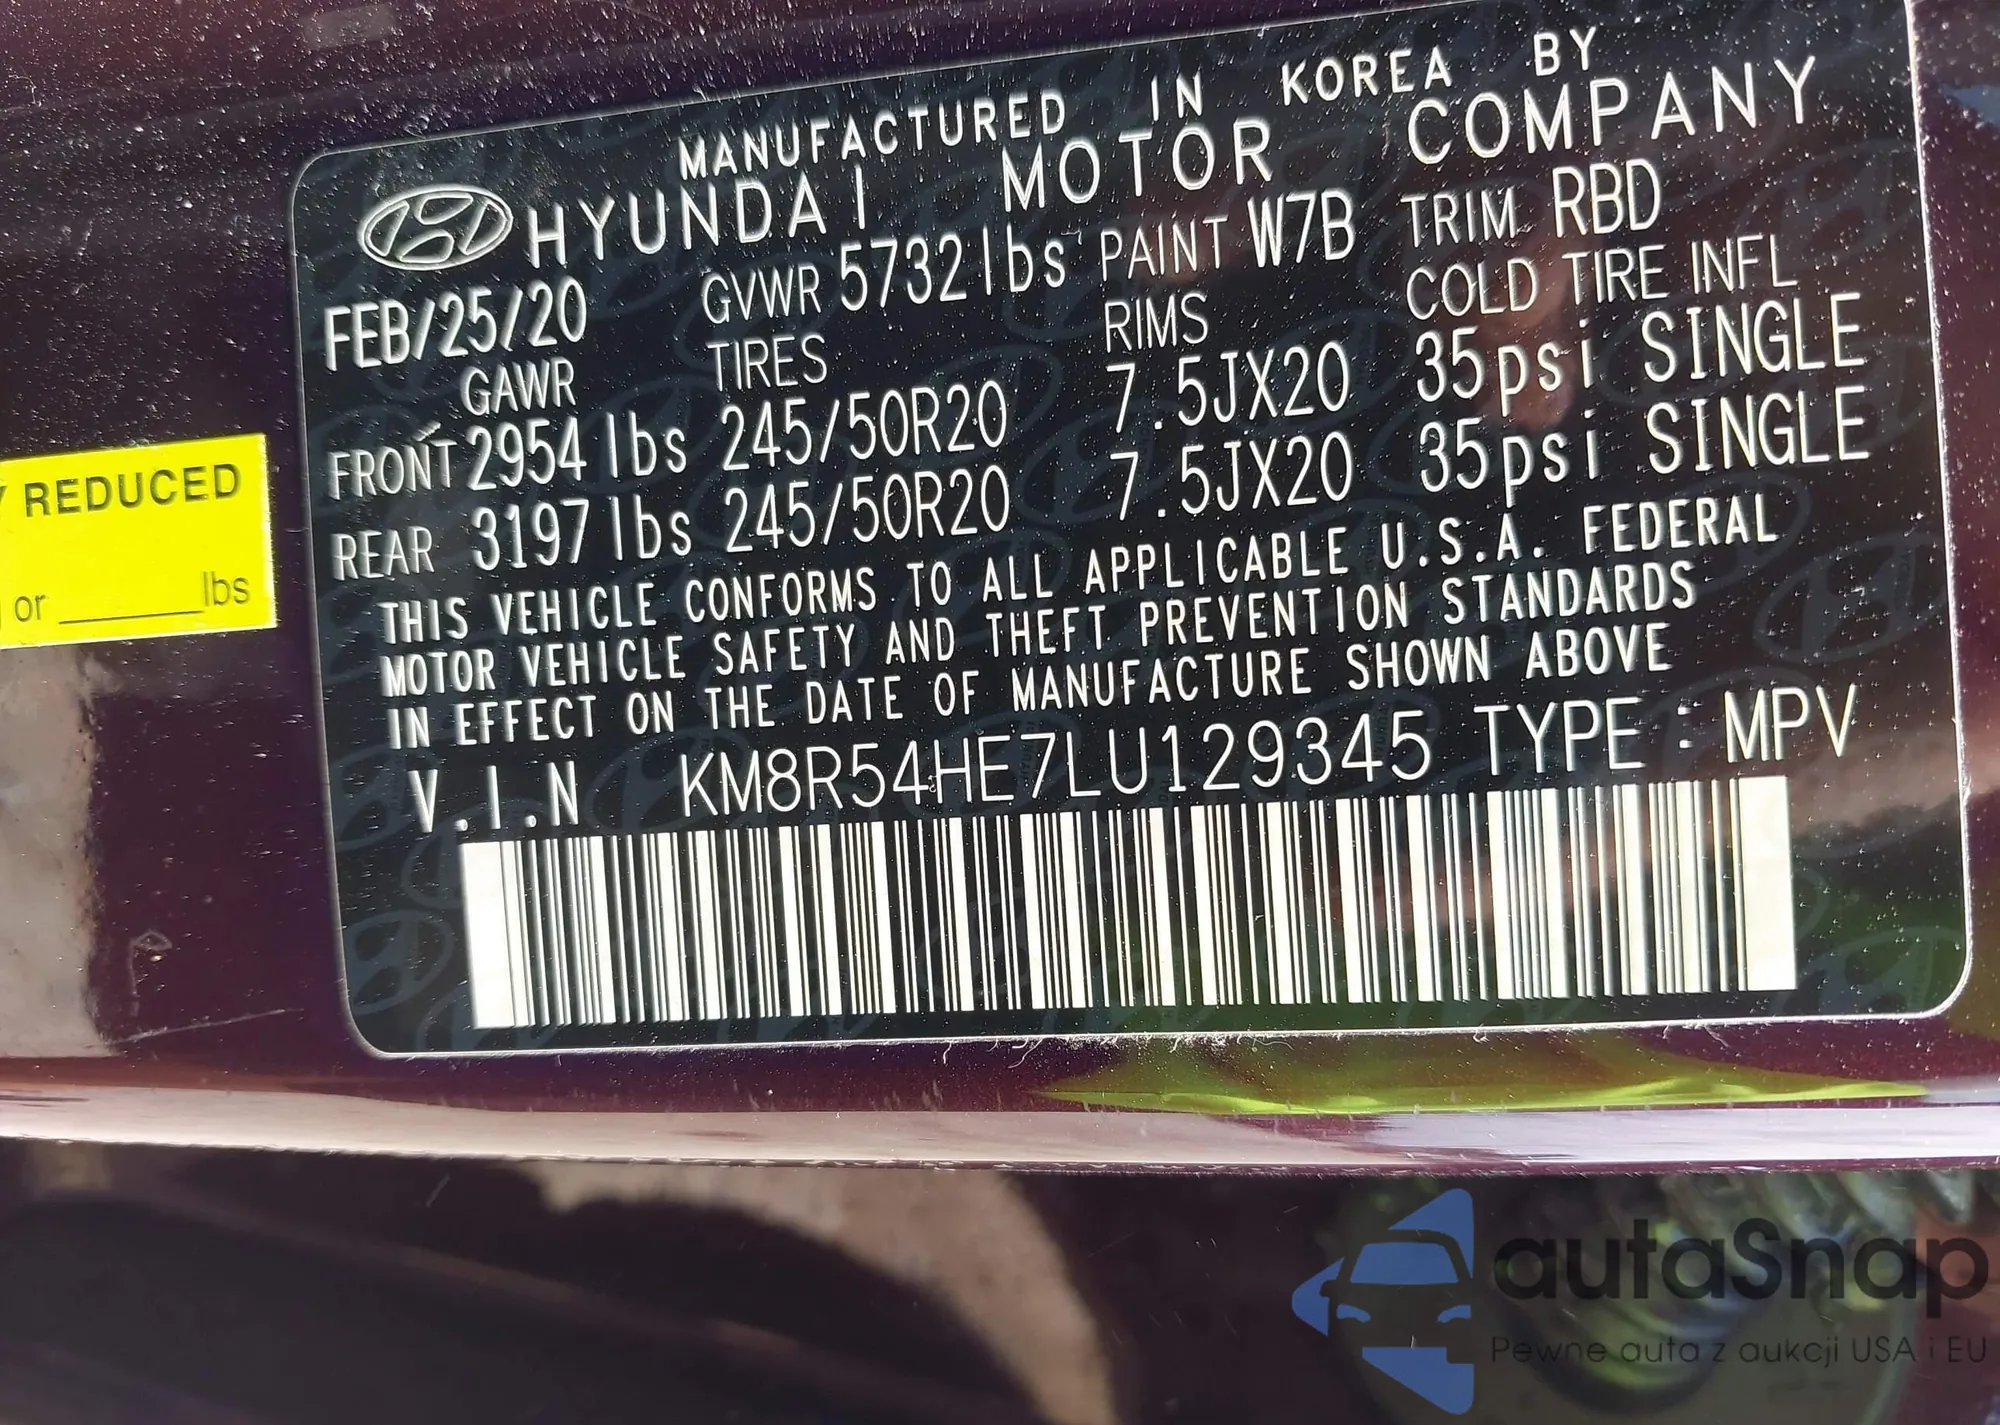 MANUFACTURED IN KOREA BY
HYUNDAI MOTOR COMPANY
FEB/25/20 GVWR 5732lbs PAINT W7B TRIM RBD
GAWR TIRES RIMS COLD TIRE INFL
FRONT 2954 lbs 245/50R20 7.5JX20 35psi SINGLE
REAR 3197 lbs 245/50R20 7.5JX20 35psi SINGLE
THIS VEHICLE CONFORMS TO ALL APPLICABLE U.S.A. FEDERAL
MOTOR VEHICLE SAFETY AND THEFT PREVENTION STANDARDS
IN EFFECT ON THE DATE OF MANUFACTURE SHOWN ABOVE
V.I.N KM8R54HE7LU129345 TYPE : MPV
REDUCED
or ______lbs
autaSnap
Pewne auta z aukcji USA i EU